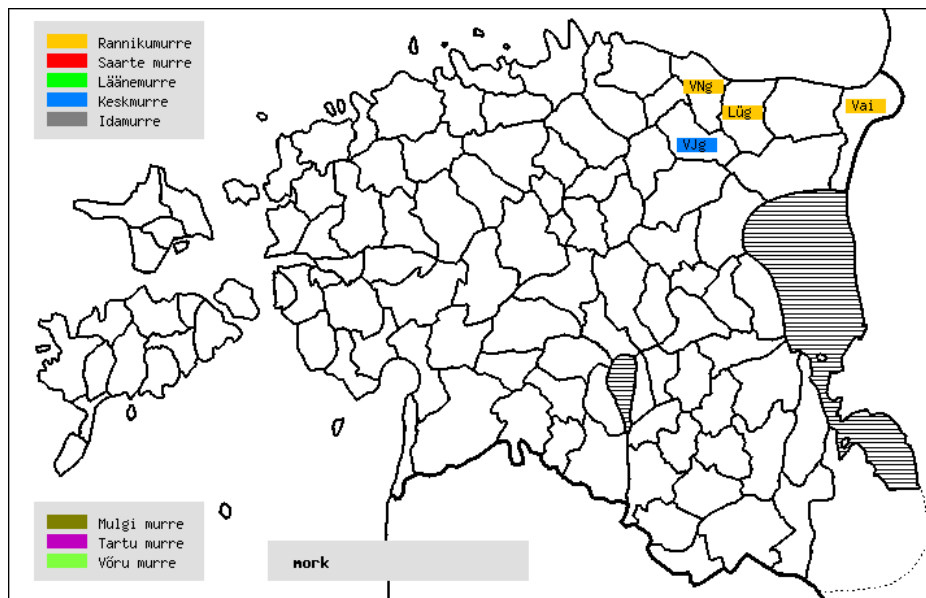 Rannikumurre
Saarte murre
Läänemurre
Keskmurre
Idamurre
VNg
Lüg
Vai
VJg
Mulgi murre
Tartu murre
Võru murre
mork